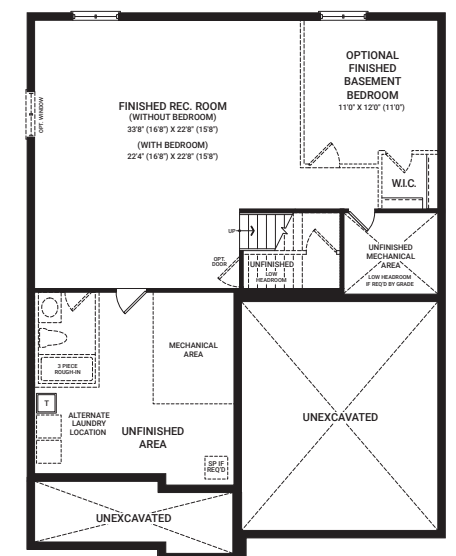 OPTIONAL
FINISHED
BASEMENT
BEDROOM
11'0" X 12'0" (11'0")
FINISHED REC. ROOM
(WITHOUT BEDROOM)
33'8" (16'8") X 22'8" (15'8")
(WITH BEDROOM)
22'4" (16'8") X 22'8" (15'8")
OPT. WINDOW
W.I.C.
UP
OPT.
DOOR
UNFINISHED
LOW
HEADROOM
UNFINISHED
MECHANICAL
AREA
LOW HEADROOM
IF REQ'D BY GRADE
MECHANICAL
AREA
3 PIECE
ROUGH-IN
T
ALTERNATE
LAUNDRY
LOCATION
UNFINISHED
AREA
SP IF
REQ'D
UNEXCAVATED
UNEXCAVATED